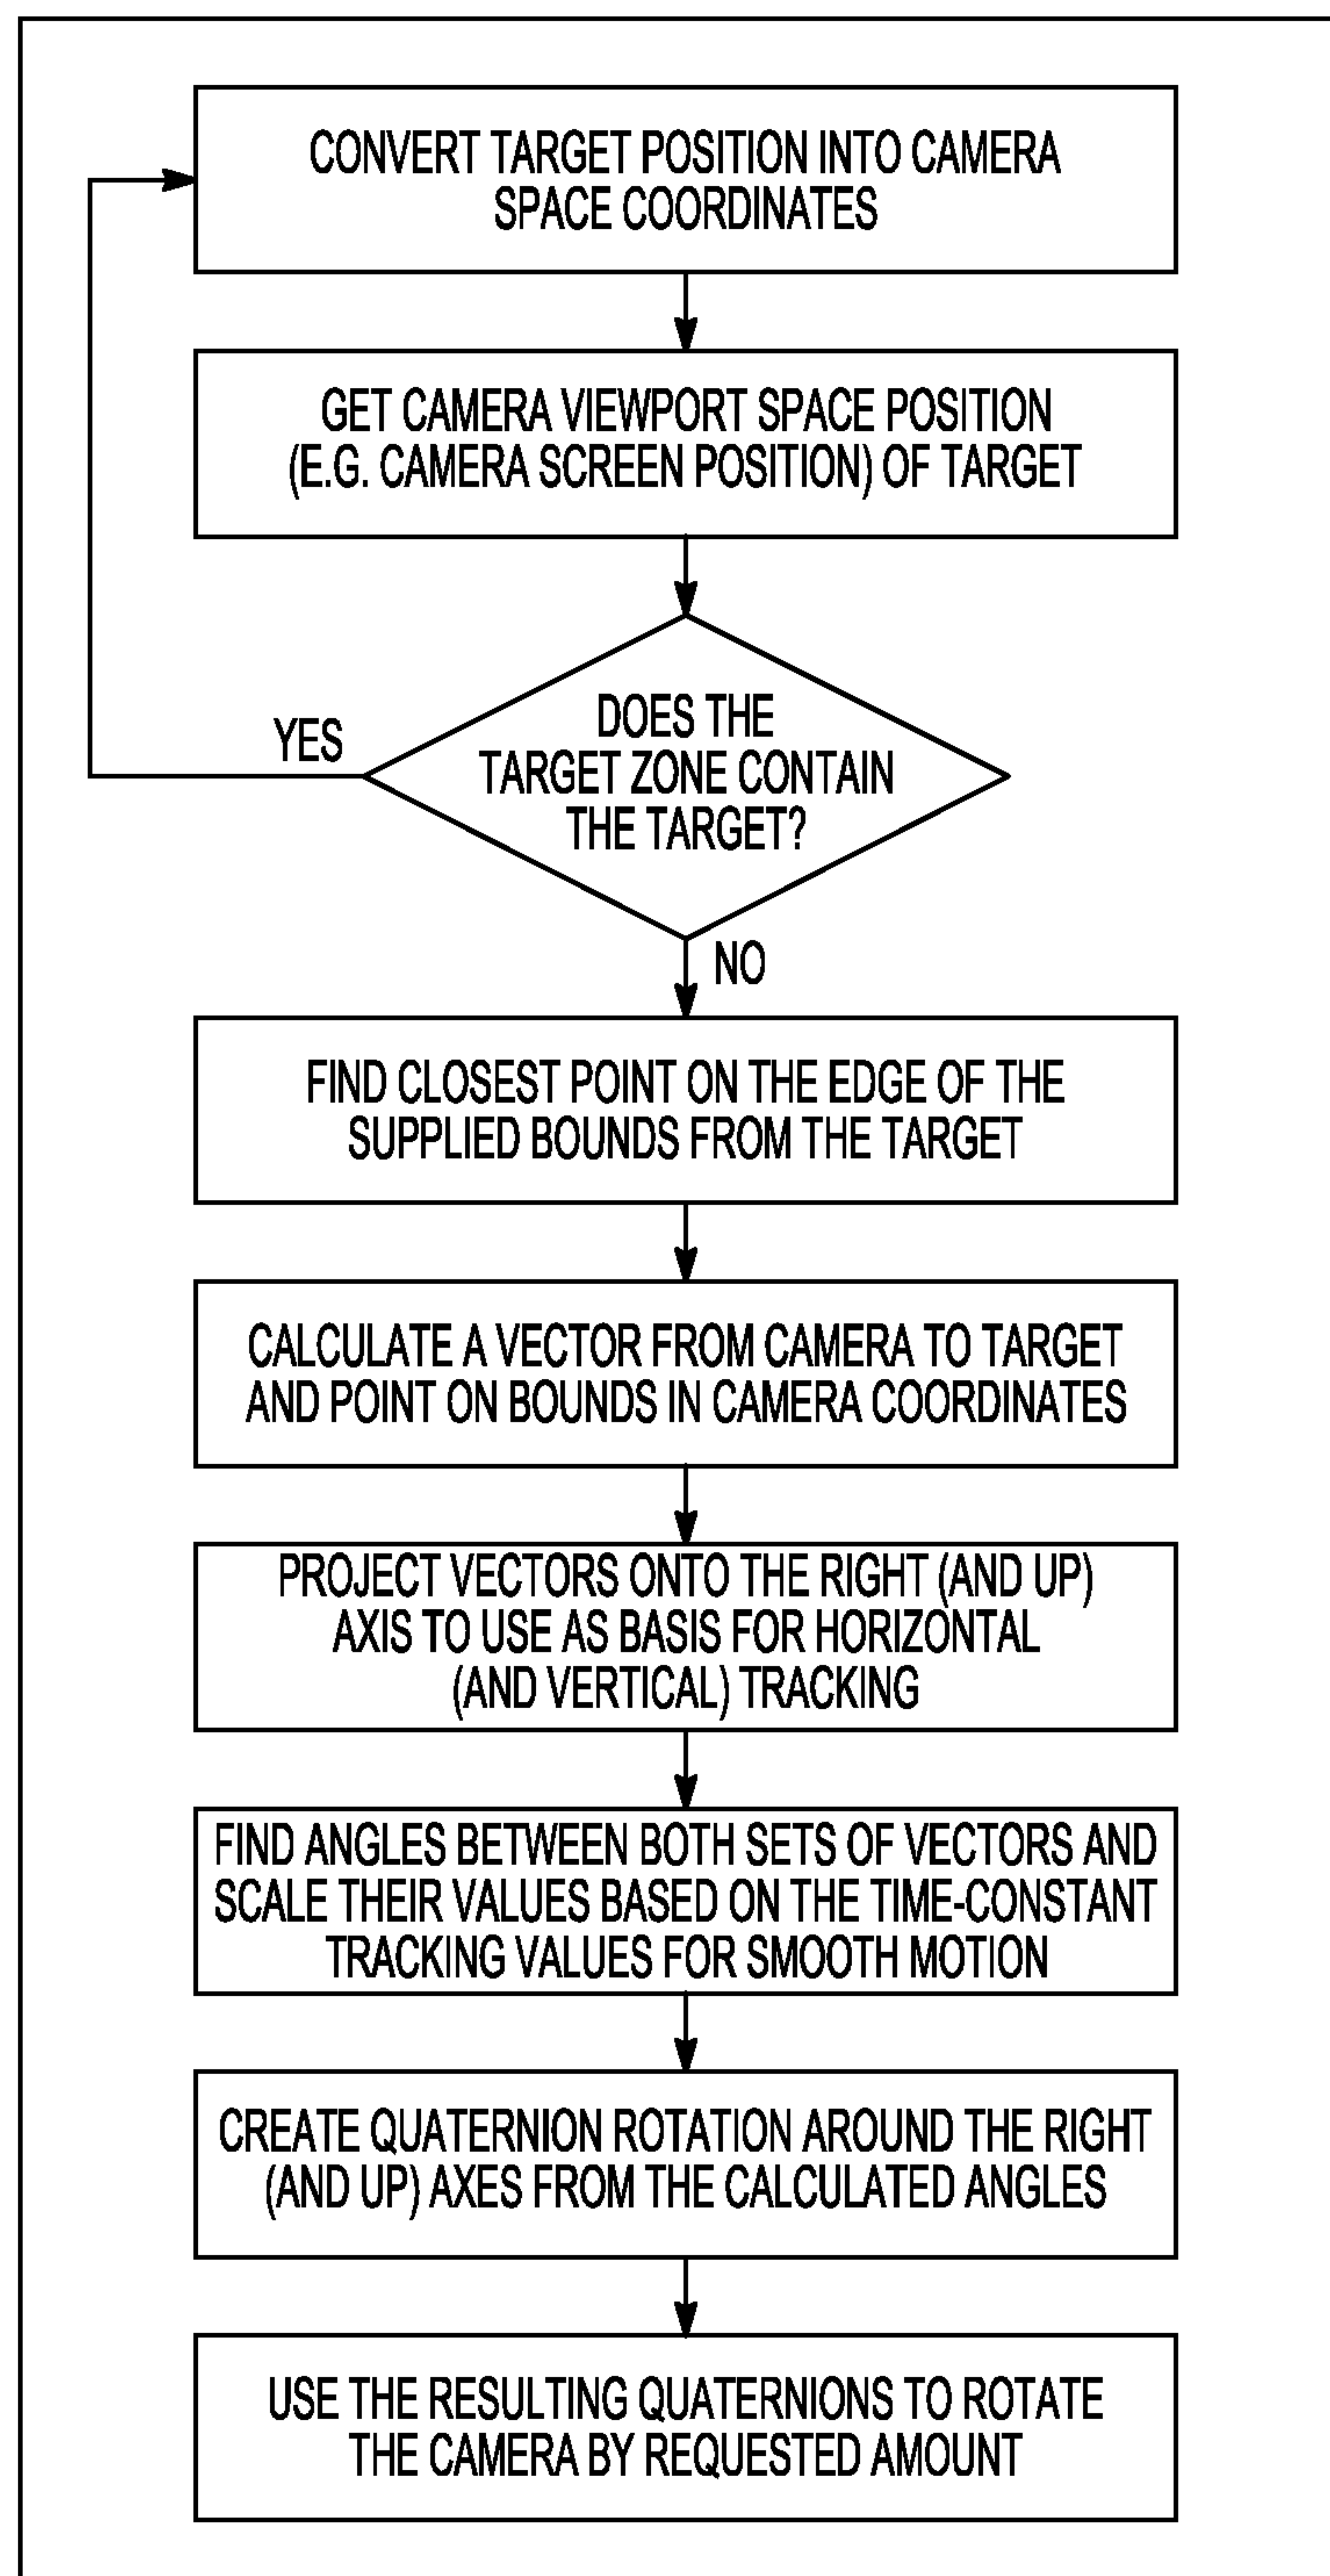 CONVERT TARGET POSITION INTO CAMERA
SPACE COORDINATES
GET CAMERA VIEWPORT SPACE POSITION
(E.G. CAMERA SCREEN POSITION) OF TARGET
DOES THE
TARGET ZONE CONTAIN
THE TARGET?
YES
NO
FIND CLOSEST POINT ON THE EDGE OF THE
SUPPLIED BOUNDS FROM THE TARGET
CALCULATE A VECTOR FROM CAMERA TO TARGET
AND POINT ON BOUNDS IN CAMERA COORDINATES
PROJECT VECTORS ONTO THE RIGHT (AND UP)
AXIS TO USE AS BASIS FOR HORIZONTAL
(AND VERTICAL) TRACKING
FIND ANGLES BETWEEN BOTH SETS OF VECTORS AND
SCALE THEIR VALUES BASED ON THE TIME-CONSTANT
TRACKING VALUES FOR SMOOTH MOTION
CREATE QUATERNION ROTATION AROUND THE RIGHT
(AND UP) AXES FROM THE CALCULATED ANGLES
USE THE RESULTING QUATERNIONS TO ROTATE
THE CAMERA BY REQUESTED AMOUNT